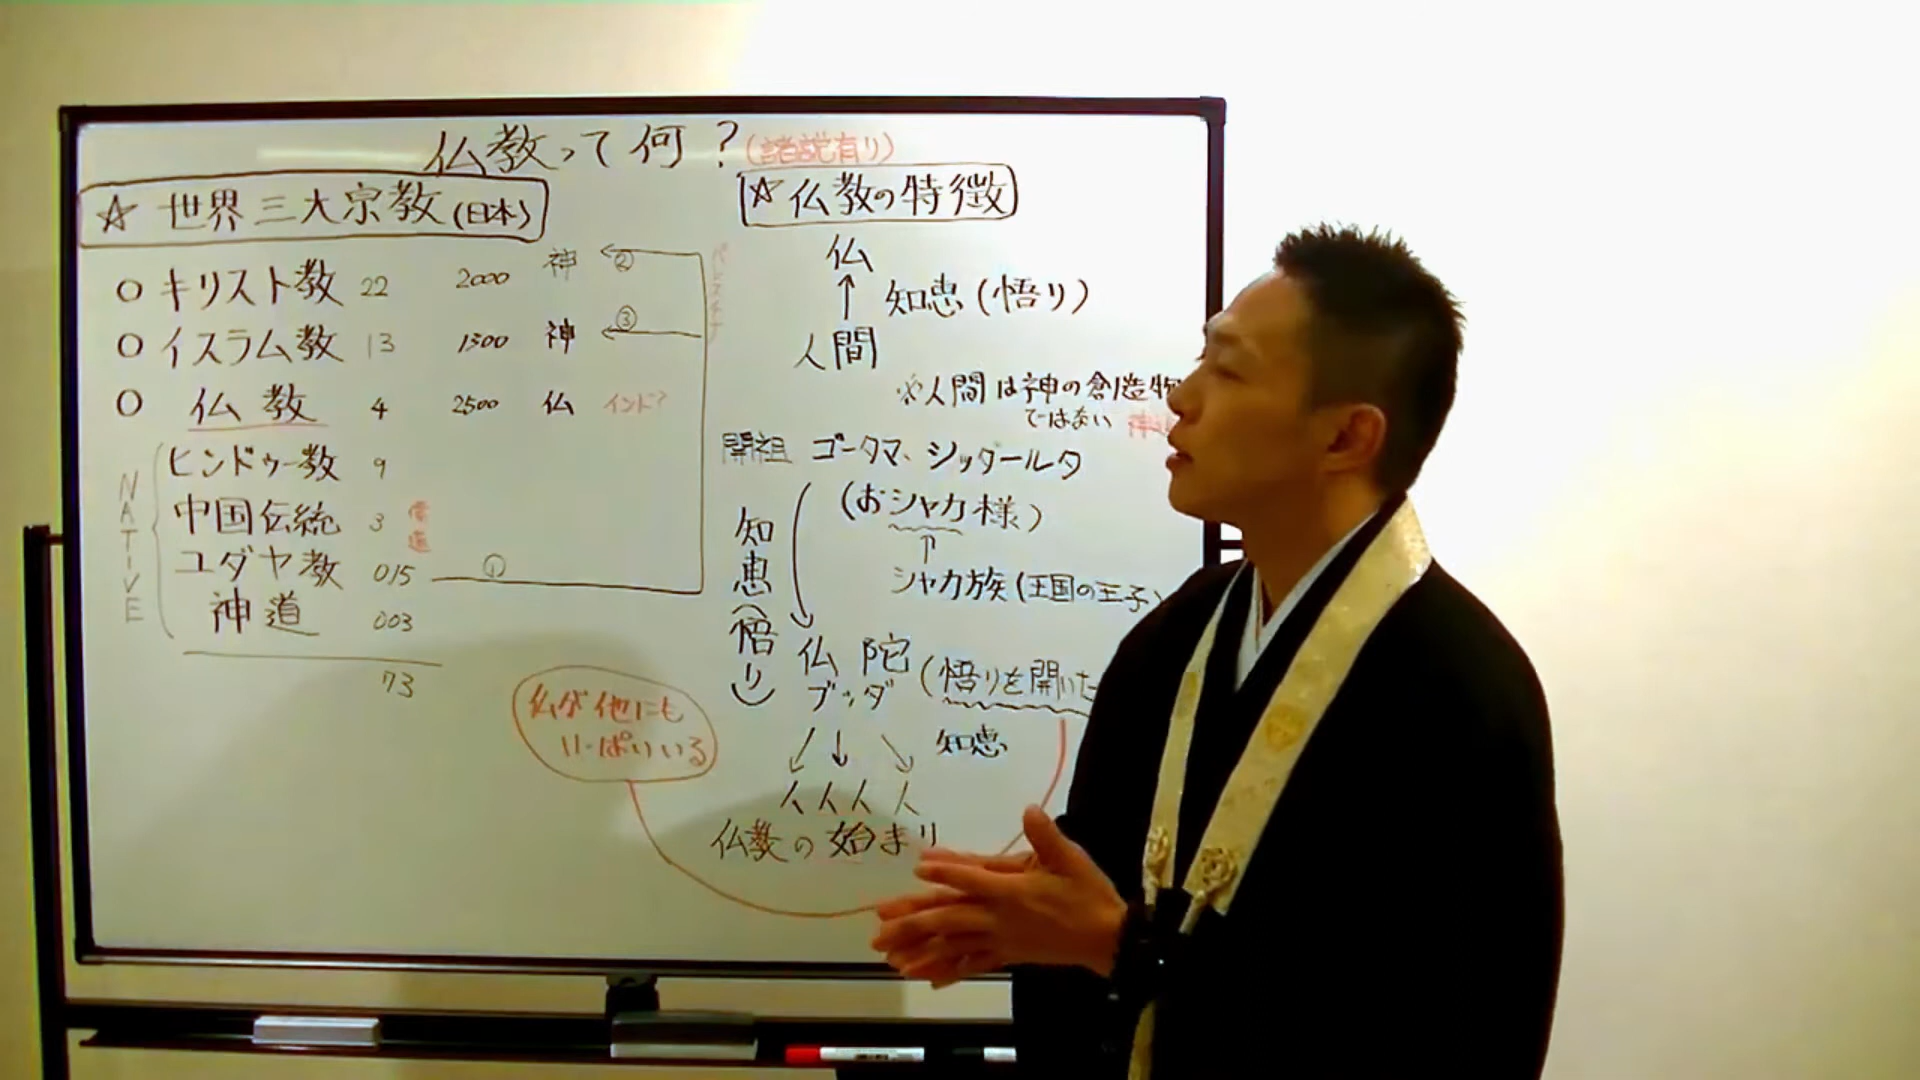 仏教って何？(諸説有り)
☆ 世界三大宗教(日本)
○ キリスト教 22 2000 神 ②
○ イスラム教 13 1300 神 ③
○ 仏教 4 2500 仏 インド?
NATIVE
ヒンドゥー教 9
中国伝統 3
ユダヤ教 015 ①
神道 003
73
仏が他にも
いっぱいいる
☆仏教の特徴
仏
↑ 知恵(悟り)
人間
※人間は神の創造物
ではない
開祖 ゴータマ、シッダールタ
(おシャカ様)
↑
シャカ族(王国の王子)
知恵(悟り)
仏陀
ブッダ
(悟りを開いた
知恵
人人人人
仏教の始まり